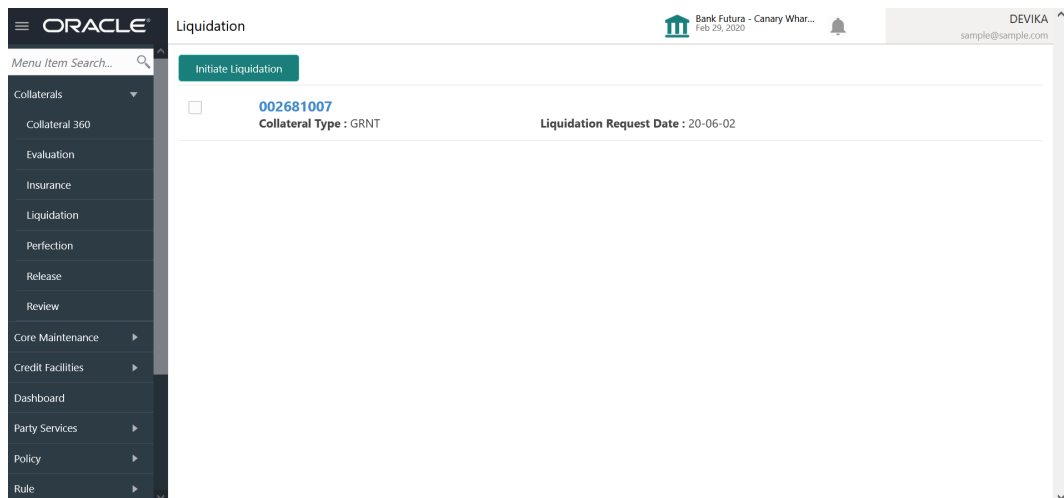 ORACLE®
Liquidation
Bank Futura - Canary Whar...
Feb 29, 2020
DEVIKA
sample@sample.com
Menu Item Search...
Collaterals
Collateral 360
Evaluation
Insurance
Liquidation
Perfection
Release
Review
Core Maintenance
Credit Facilities
Dashboard
Party Services
Policy
Rule
Initiate Liquidation
002681007
Collateral Type : GRNT
Liquidation Request Date : 20-06-02